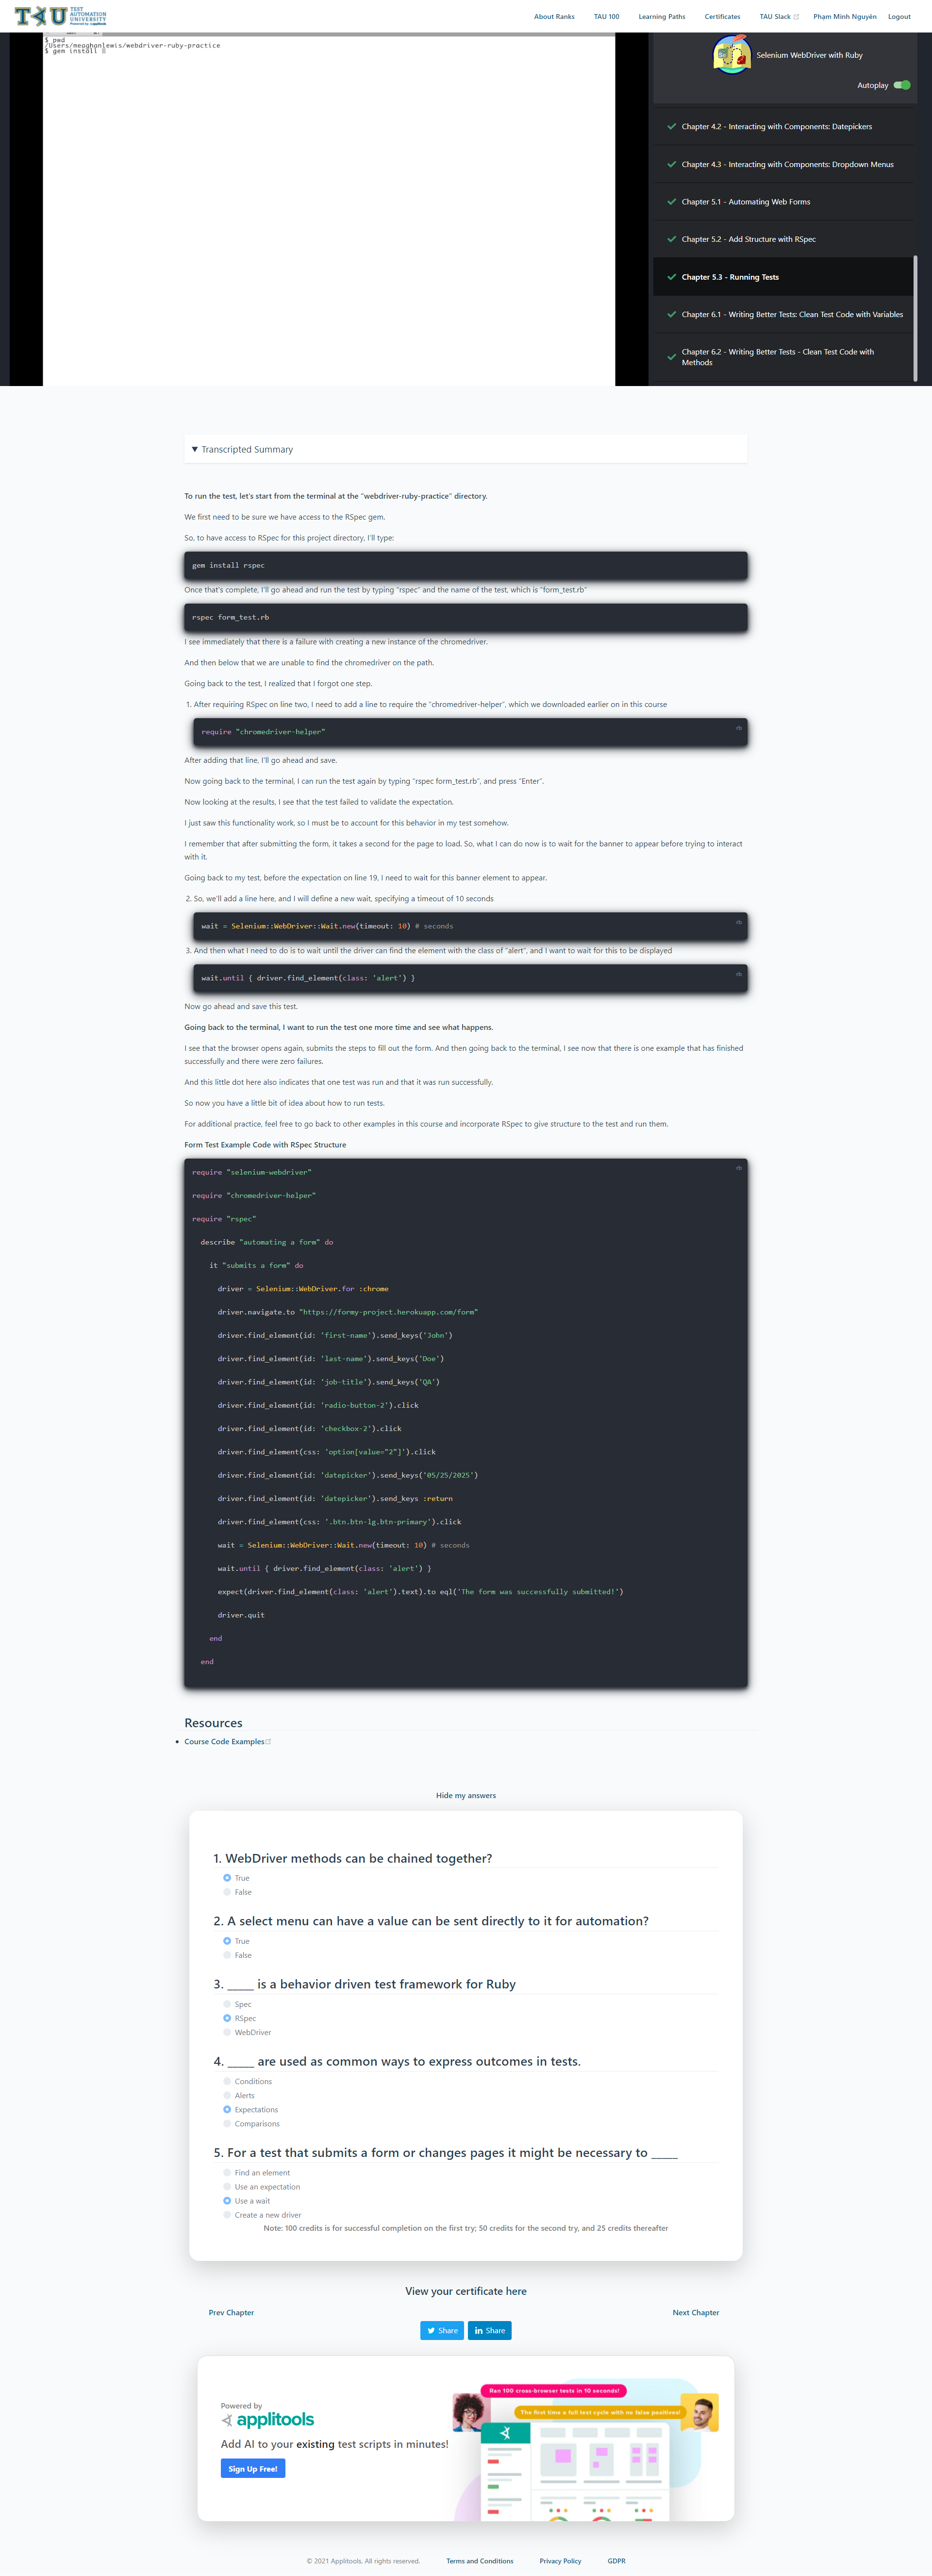 TAU TEST AUTOMATION UNIVERSITY
Powered by applitools
About Ranks
TAU 100
Learning Paths
Certificates
TAU Slack
Phạm Minh Nguyên
Logout
$ pwd
/Users/meaghanlewis/webdriver-ruby-practice
$ gem install
Selenium WebDriver with Ruby
Autoplay
Chapter 4.2 - Interacting with Components: Datepickers
Chapter 4.3 - Interacting with Components: Dropdown Menus
Chapter 5.1 - Automating Web Forms
Chapter 5.2 - Add Structure with RSpec
Chapter 5.3 - Running Tests
Chapter 6.1 - Writing Better Tests: Clean Test Code with Variables
Chapter 6.2 - Writing Better Tests - Clean Test Code with
Methods
▼ Transcripted Summary
To run the test, let's start from the terminal at the "webdriver-ruby-practice" directory.
We first need to be sure we have access to the RSpec gem.
So, to have access to RSpec for this project directory, I'll type:
gem install rspec
Once that's complete, I'll go ahead and run the test by typing "rspec" and the name of the test, which is "form_test.rb"
rspec form_test.rb
I see immediately that there is a failure with creating a new instance of the chromedriver.
And then below that we are unable to find the chromedriver on the path.
Going back to the test, I realized that I forgot one step.
1. After requiring RSpec on line two, I need to add a line to require the "chromedriver-helper", which we downloaded earlier on in this course
rb
require "chromedriver-helper"
After adding that line, I'll go ahead and save.
Now going back to the terminal, I can run the test again by typing "rspec form_test.rb", and press "Enter".
Now looking at the results, I see that the test failed to validate the expectation.
I just saw this functionality work, so I must be to account for this behavior in my test somehow.
I remember that after submitting the form, it takes a second for the page to load. So, what I can do now is to wait for the banner to appear before trying to interact
with it.
Going back to my test, before the expectation on line 19, I need to wait for this banner element to appear.
2. So, we'll add a line here, and I will define a new wait, specifying a timeout of 10 seconds
rb
wait = Selenium::WebDriver::Wait.new(timeout: 10) # seconds
3. And then what I need to do is to wait until the driver can find the element with the class of "alert", and I want to wait for this to be displayed
rb
wait.until { driver.find_element(class: 'alert') }
Now go ahead and save this test.
Going back to the terminal, I want to run the test one more time and see what happens.
I see that the browser opens again, submits the steps to fill out the form. And then going back to the terminal, I see now that there is one example that has finished
successfully and there were zero failures.
And this little dot here also indicates that one test was run and that it was run successfully.
So now you have a little bit of idea about how to run tests.
For additional practice, feel free to go back to other examples in this course and incorporate RSpec to give structure to the test and run them.
Form Test Example Code with RSpec Structure
rb
require "selenium-webdriver"
require "chromedriver-helper"
require "rspec"
describe "automating a form" do
it "submits a form" do
driver = Selenium::WebDriver.for :chrome
driver.navigate.to "https://formy-project.herokuapp.com/form"
driver.find_element(id: 'first-name').send_keys('John')
driver.find_element(id: 'last-name').send_keys('Doe')
driver.find_element(id: 'job-title').send_keys('QA')
driver.find_element(id: 'radio-button-2').click
driver.find_element(id: 'checkbox-2').click
driver.find_element(css: 'option[value="2"]').click
driver.find_element(id: 'datepicker').send_keys('05/25/2025')
driver.find_element(id: 'datepicker').send_keys :return
driver.find_element(css: '.btn.btn-lg.btn-primary').click
wait = Selenium::WebDriver::Wait.new(timeout: 10) # seconds
wait.until { driver.find_element(class: 'alert') }
expect(driver.find_element(class: 'alert').text).to eql('The form was successfully submitted!')
driver.quit
end
end
Resources
• Course Code Examples
Hide my answers
1. WebDriver methods can be chained together?
True
False
2. A select menu can have a value can be sent directly to it for automation?
True
False
3. _____ is a behavior driven test framework for Ruby
Spec
RSpec
WebDriver
4. _____ are used as common ways to express outcomes in tests.
Conditions
Alerts
Expectations
Comparisons
5. For a test that submits a form or changes pages it might be necessary to _____
Find an element
Use an expectation
Use a wait
Create a new driver
Note: 100 credits is for successful completion on the first try; 50 credits for the second try, and 25 credits thereafter
View your certificate here
Prev Chapter
Next Chapter
Share
Share
Ran 100 cross-browser tests in 10 seconds!
The first time a full test cycle with no false positives!
Powered by
applitools
Add AI to your existing test scripts in minutes!
Sign Up Free!
© 2021 Applitools. All rights reserved.
Terms and Conditions
Privacy Policy
GDPR